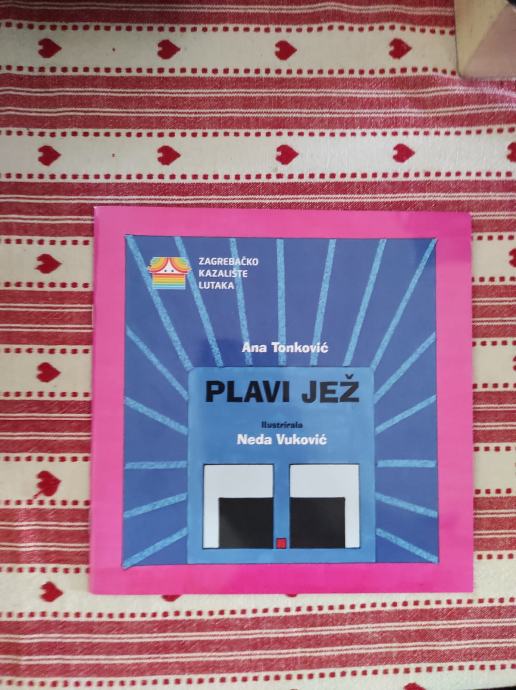 ZAGREBAČKO
KAZALIŠTE
LUTAKA
Ana Tonković
PLAVI JEŽ
Ilustrirala
Neda Vuković